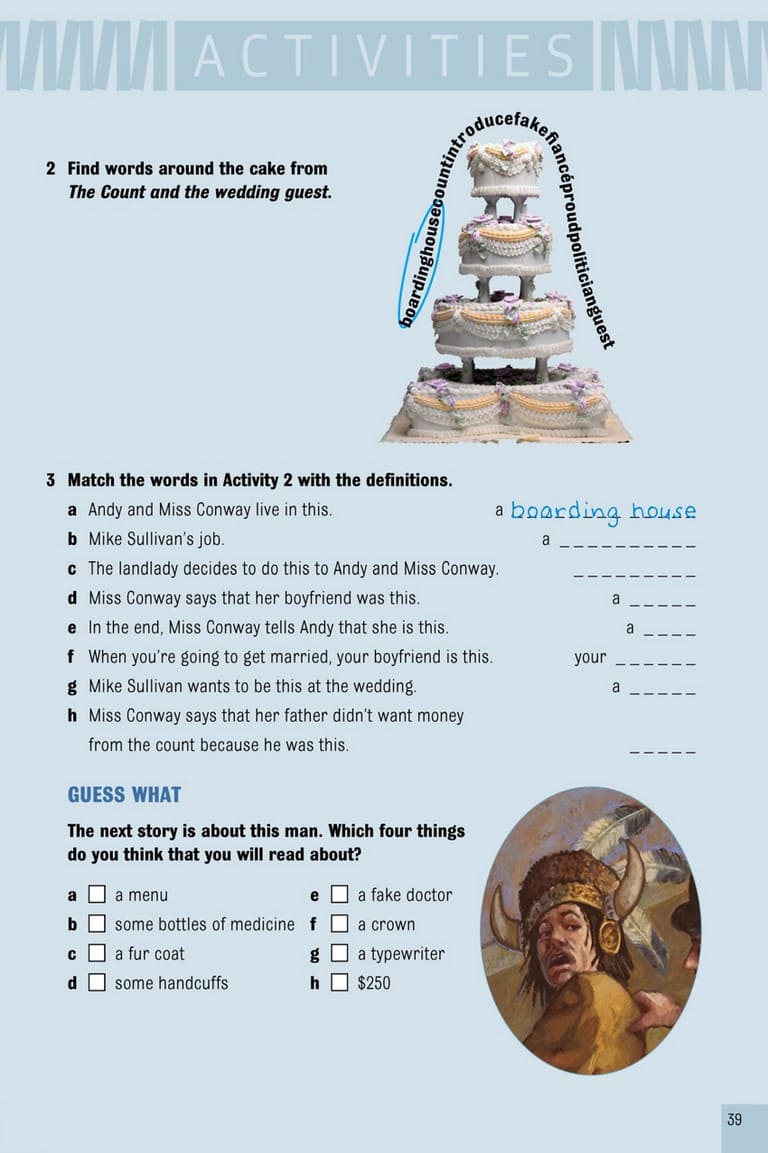 ACTIVITIES
2 Find words around the cake from
The Count and the wedding guest.
boardinghousecountintroducefakefiancéproudpoliticianguest
3 Match the words in Activity 2 with the definitions.
a Andy and Miss Conway live in this. a boarding house
b Mike Sullivan's job. a _ _ _ _ _ _ _ _ _ _
c The landlady decides to do this to Andy and Miss Conway. _ _ _ _ _ _ _ _ _
d Miss Conway says that her boyfriend was this. a _ _ _ _ _
e In the end, Miss Conway tells Andy that she is this. a _ _ _ _
f When you're going to get married, your boyfriend is this. your _ _ _ _ _ _
g Mike Sullivan wants to be this at the wedding. a _ _ _ _ _
h Miss Conway says that her father didn't want money
from the count because he was this. _ _ _ _ _
GUESS WHAT
The next story is about this man. Which four things
do you think that you will read about?
a a menu
b some bottles of medicine
c a fur coat
d some handcuffs
e a fake doctor
f a crown
g a typewriter
h $250
39